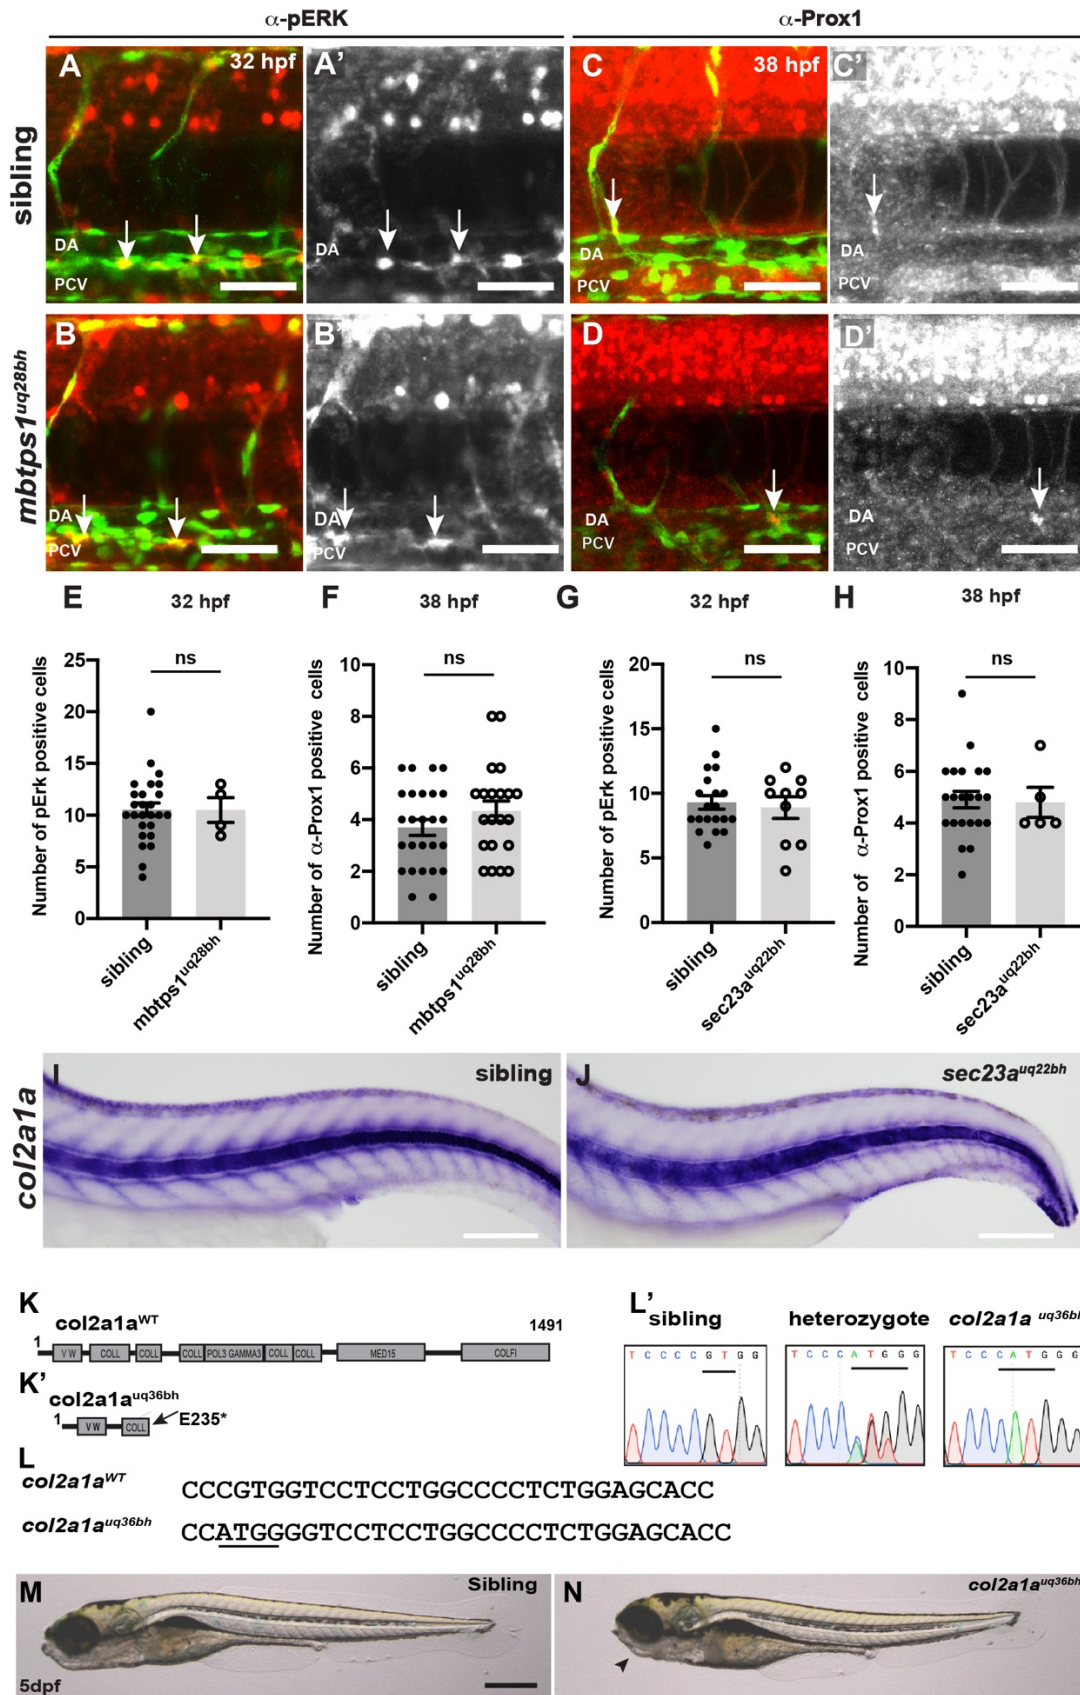 α-pERK
α-Prox1
sibling
A
32 hpf
A'
C
38 hpf
C'
DA
PCV
DA
DA
PCV
DA
mbtps1uq28bh
B
B'
D
D'
DA
PCV
DA
PCV
DA
PCV
DA
PCV
E
32 hpf
F
38 hpf
G
32 hpf
H
38 hpf
ns
ns
ns
ns
Number of pErk positive cells
25
20
15
10
5
0
sibling
mbtps1uq28bh
Number of α-Prox1 positive cells
10
8
6
4
2
0
sibling
mbtps1uq28bh
Number of pErk positive cells
20
15
10
5
0
sibling
sec23auq22bh
Number of α-Prox1 positive cells
10
8
6
4
2
0
sibling
sec23auq22bh
col2a1a
I
sibling
J
sec23auq22bh
K
col2a1aWT
1
1491
V W
COLL
COLL
COLL
POL3 GAMMA3
COLL
COLL
MED15
COLFI
K'
col2a1auq36bh
1
V W
COLL
E235*
L'
sibling
heterozygote
col2a1a uq36bh
T C C C C G T G G
T C C C A T G G G
T C C C A T G G G
L
col2a1aWT
CCCGTGGTCCTCCTGGCCCCTCTGGAGCACC
col2a1auq36bh
CCATGGGGTCCTCCTGGCCCCTCTGGAGCACC
M
Sibling
5dpf
N
col2a1auq36bh